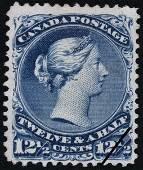 CANADA POSTAGE
TWELVE & A HALF
12½ CENTS 12½